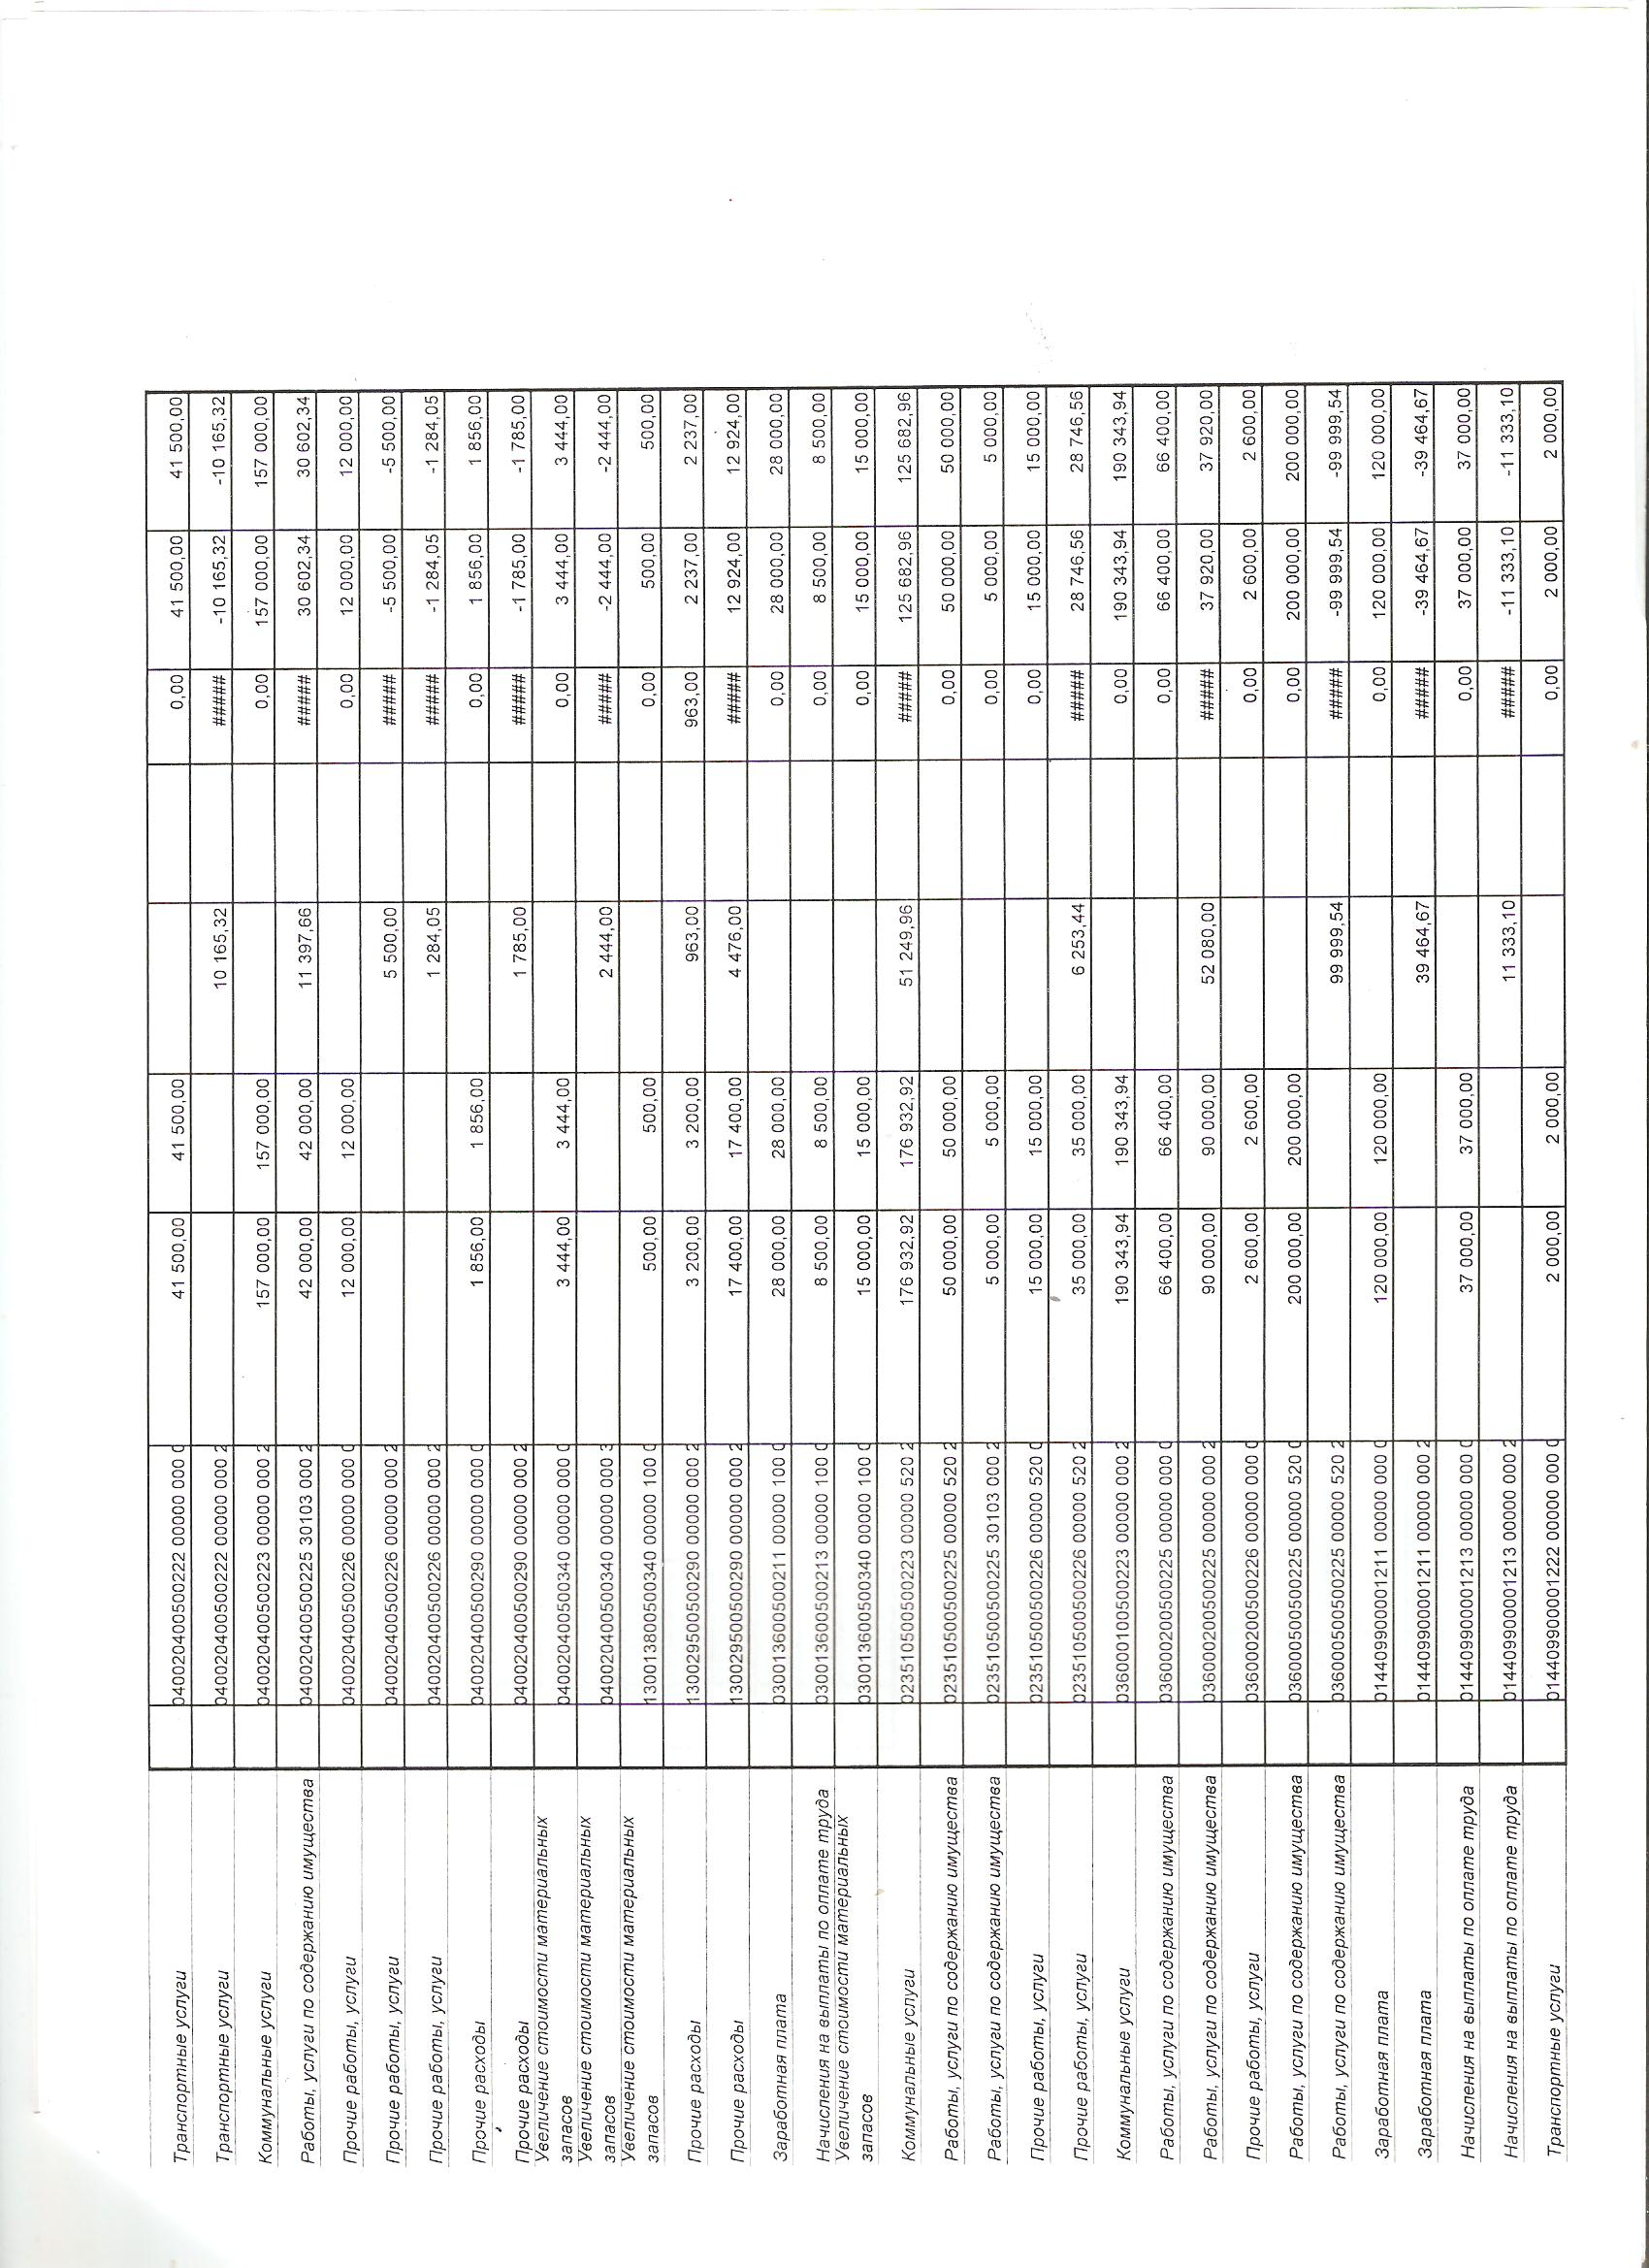 Транспортные услуги 040020400500222 00000 000 0 41 500,00 41 500,00 0,00 41 500,00 41 500,00
Транспортные услуги 040020400500222 00000 000 2 10 165,32 ##### -10 165,32 -10 165,32
Коммунальные услуги 040020400500223 00000 000 2 157 000,00 157 000,00 0,00 157 000,00 157 000,00
Работы, услуги по содержанию имущества 040020400500225 30103 000 2 42 000,00 42 000,00 11 397,66 ##### 30 602,34 30 602,34
Прочие работы, услуги 040020400500226 00000 000 0 12 000,00 12 000,00 0,00 12 000,00 12 000,00
Прочие работы, услуги 040020400500226 00000 000 2 5 500,00 ##### -5 500,00 -5 500,00
Прочие работы, услуги 040020400500226 00000 000 2 1 284,05 ##### -1 284,05 -1 284,05
Прочие расходы 040020400500290 00000 000 0 1 856,00 1 856,00 0,00 1 856,00 1 856,00
Прочие расходы 040020400500290 00000 000 2 1 785,00 ##### -1 785,00 -1 785,00
Увеличение стоимости материальных
запасов 040020400500340 00000 000 0 3 444,00 3 444,00 0,00 3 444,00 3 444,00
Увеличение стоимости материальных
запасов 040020400500340 00000 000 3 2 444,00 ##### -2 444,00 -2 444,00
Увеличение стоимости материальных
запасов 130013800500340 00000 100 0 500,00 500,00 0,00 500,00 500,00
Прочие расходы 130029500500290 00000 000 2 3 200,00 3 200,00 963,00 963,00 2 237,00 2 237,00
Прочие расходы 130029500500290 00000 000 2 17 400,00 17 400,00 4 476,00 ##### 12 924,00 12 924,00
Заработная плата 030013600500211 00000 100 0 28 000,00 28 000,00 0,00 28 000,00 28 000,00
Начисления на выплаты по оплате труда 030013600500213 00000 100 0 8 500,00 8 500,00 0,00 8 500,00 8 500,00
Увеличение стоимости материальных
запасов 030013600500340 00000 100 0 15 000,00 15 000,00 0,00 15 000,00 15 000,00
Коммунальные услуги 023510500500223 00000 520 2 176 932,92 176 932,92 51 249,96 ##### 125 682,96 125 682,96
Работы, услуги по содержанию имущества 023510500500225 00000 520 2 50 000,00 50 000,00 0,00 50 000,00 50 000,00
Работы, услуги по содержанию имущества 023510500500225 30103 000 2 5 000,00 5 000,00 0,00 5 000,00 5 000,00
Прочие работы, услуги 023510500500226 00000 520 0 15 000,00 15 000,00 0,00 15 000,00 15 000,00
Прочие работы, услуги 023510500500226 00000 520 2 35 000,00 35 000,00 6 253,44 ##### 28 746,56 28 746,56
Коммунальные услуги 036000100500223 00000 000 2 190 343,94 190 343,94 0,00 190 343,94 190 343,94
Работы, услуги по содержанию имущества 036000200500225 00000 000 0 66 400,00 66 400,00 0,00 66 400,00 66 400,00
Работы, услуги по содержанию имущества 036000200500225 00000 000 2 90 000,00 90 000,00 52 080,00 ##### 37 920,00 37 920,00
Прочие работы, услуги 036000200500226 00000 000 0 2 600,00 2 600,00 0,00 2 600,00 2 600,00
Работы, услуги по содержанию имущества 036000500500225 00000 520 0 200 000,00 200 000,00 0,00 200 000,00 200 000,00
Работы, услуги по содержанию имущества 036000500500225 00000 520 2 99 999,54 ##### -99 999,54 -99 999,54
Заработная плата 014409900001211 00000 000 0 120 000,00 120 000,00 0,00 120 000,00 120 000,00
Заработная плата 014409900001211 00000 000 2 39 464,67 ##### -39 464,67 -39 464,67
Начисления на выплаты по оплате труда 014409900001213 00000 000 0 37 000,00 37 000,00 0,00 37 000,00 37 000,00
Начисления на выплаты по оплате труда 014409900001213 00000 000 2 11 333,10 ##### -11 333,10 -11 333,10
Транспортные услуги 014409900001222 00000 000 0 2 000,00 2 000,00 0,00 2 000,00 2 000,00